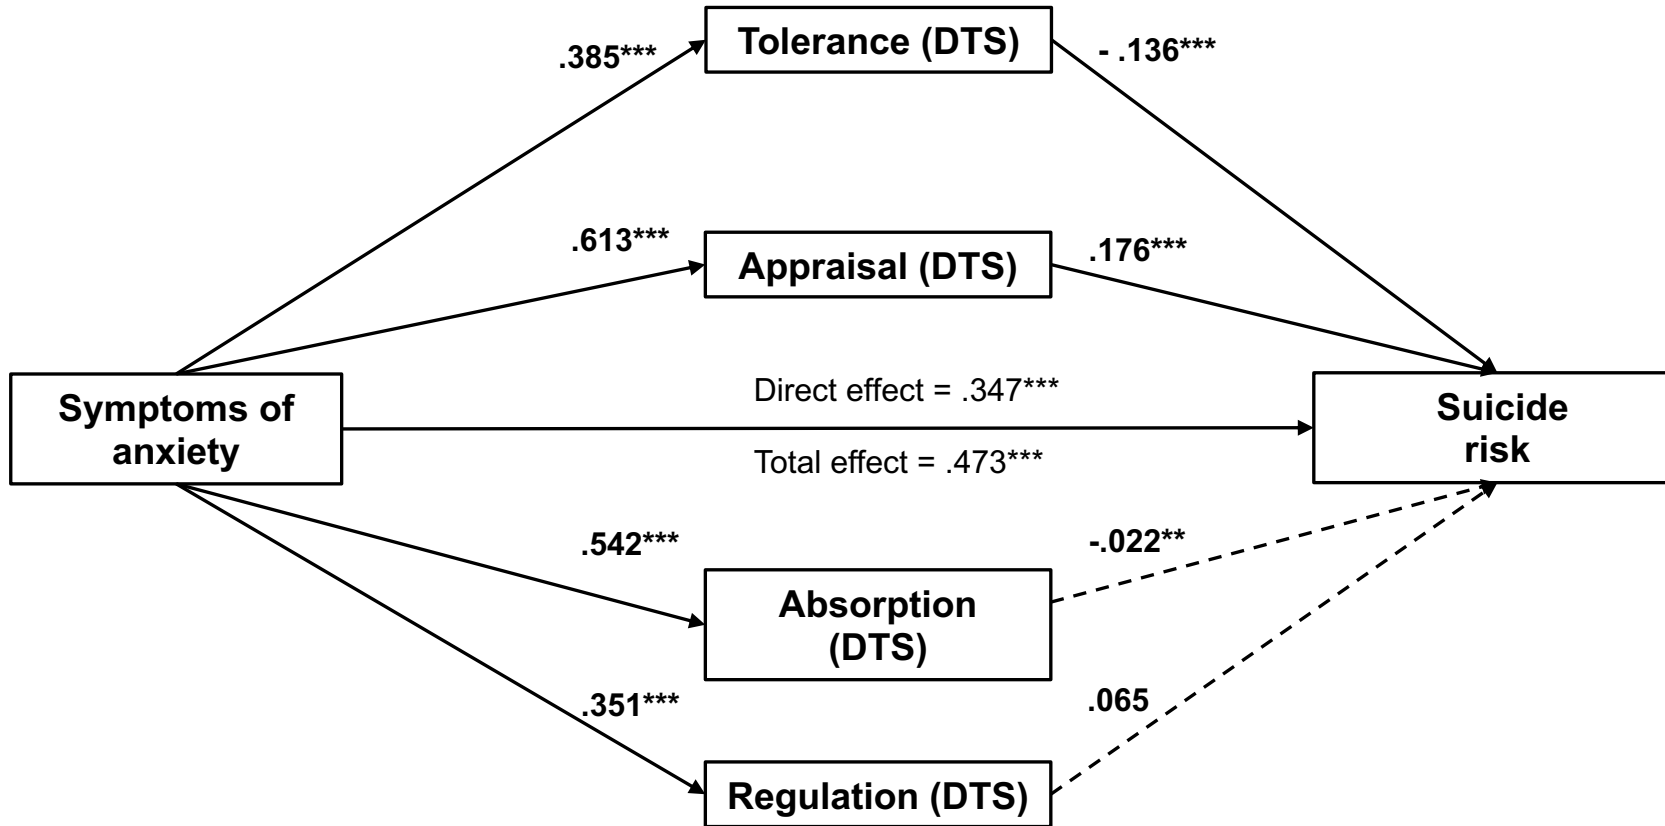 Tolerance (DTS)
.385***
- .136***
.613***
Appraisal (DTS)
.176***
Symptoms of
anxiety
Direct effect = .347***
Total effect = .473***
Suicide
risk
.542***
-.022**
Absorption
(DTS)
.351***
.065
Regulation (DTS)